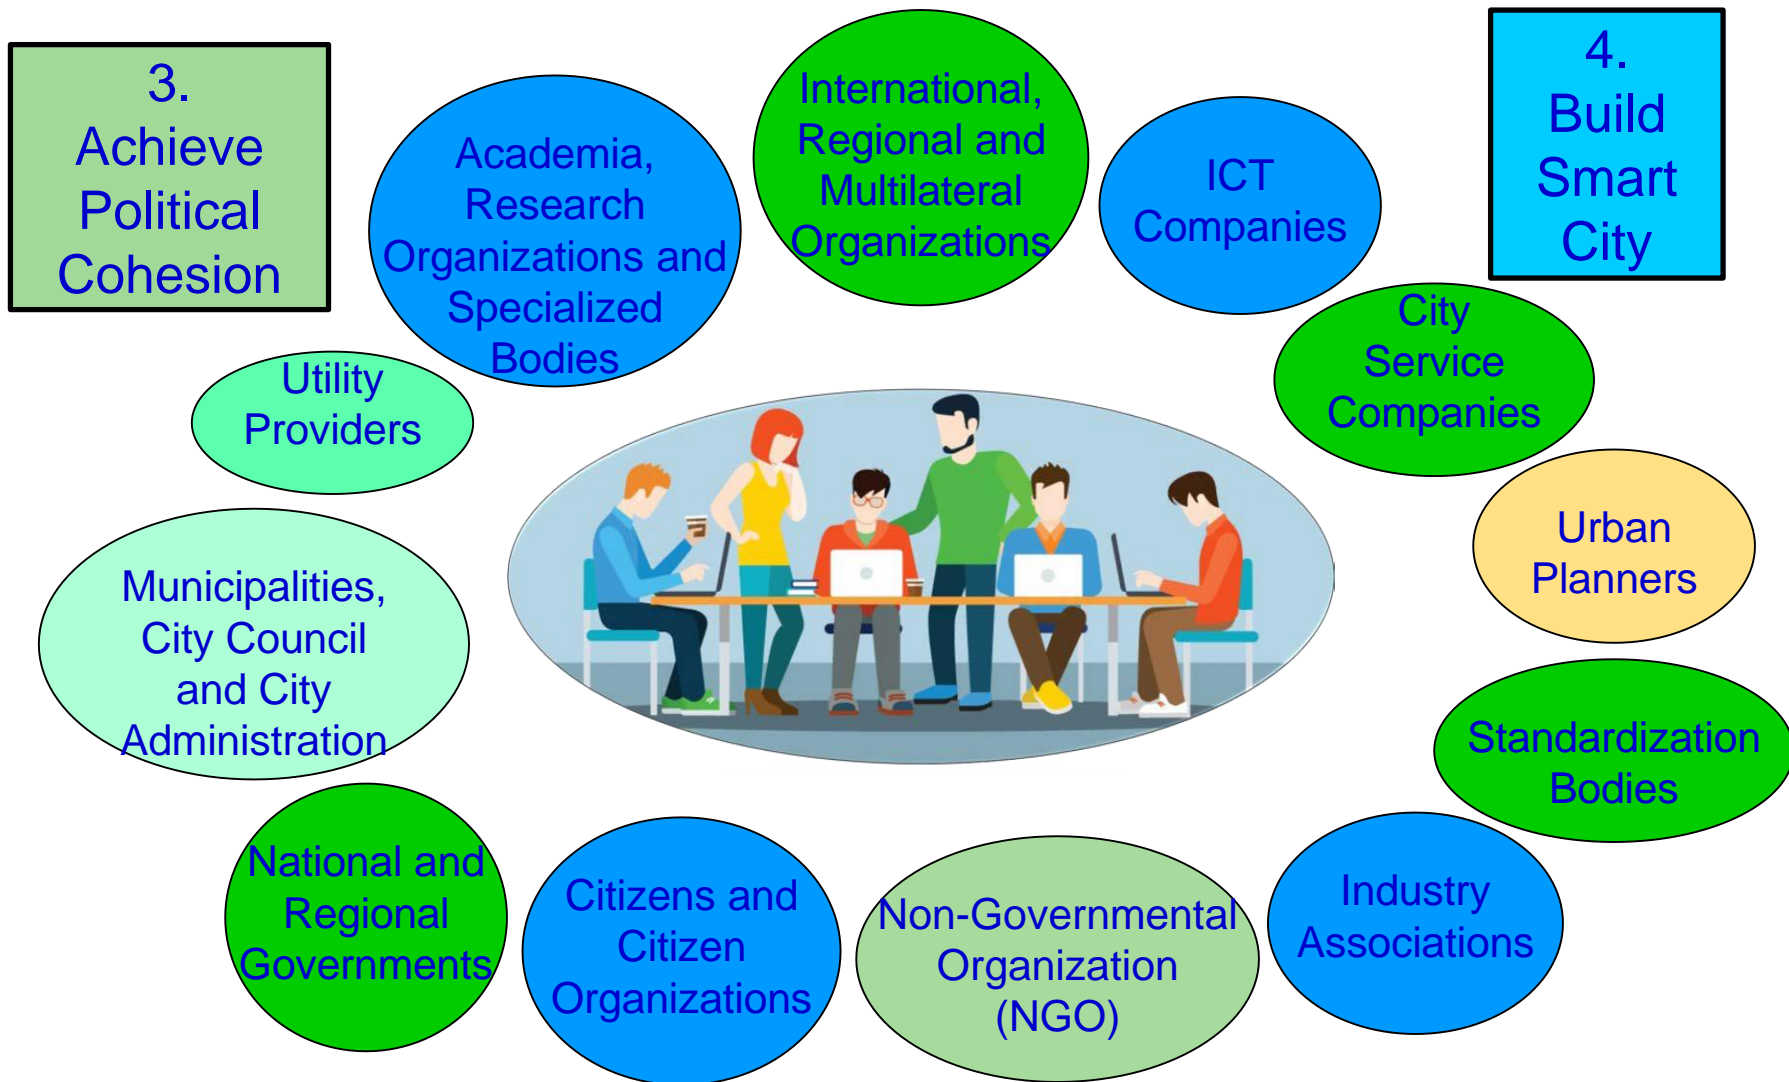 3.
Achieve
Political
Cohesion
Academia,
Research
Organizations and
Specialized
Bodies
International,
Regional and
Multilateral
Organizations
ICT
Companies
4.
Build
Smart
City
City
Service
Companies
Utility
Providers
Urban
Planners
Municipalities,
City Council
and City
Administration
Standardization
Bodies
National and
Regional
Governments
Citizens and
Citizen
Organizations
Non-Governmental
Organization
(NGO)
Industry
Associations